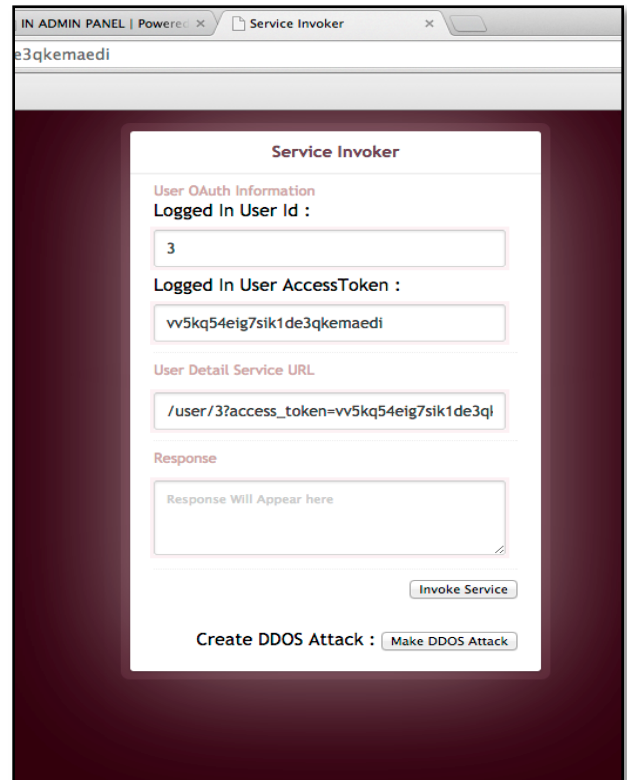 IN ADMIN PANEL | Powered
Service Invoker
e3qkemaedi
Service Invoker
User OAuth Information
Logged In User Id :
3
Logged In User AccessToken :
vv5kq54eig7sik1de3qkemaedi
User Detail Service URL
/user/3?access_token=vv5kq54eig7sik1de3q
Response
Response Will Appear here
Invoke Service
Create DDOS Attack : Make DDOS Attack